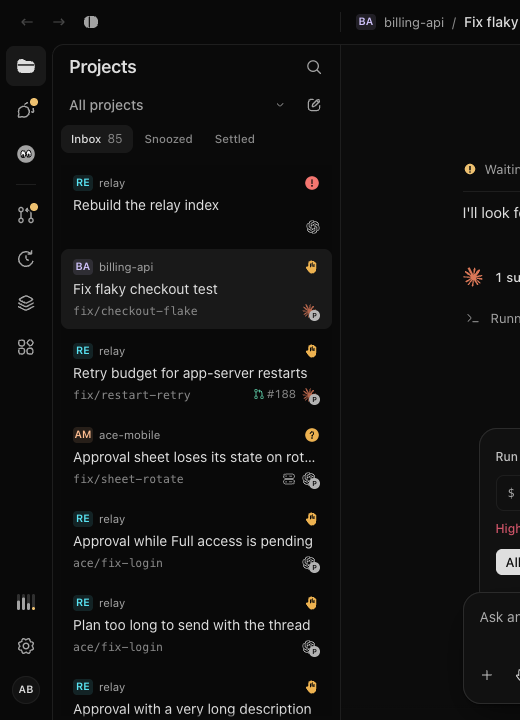 BA billing-api / Fix flaky
Projects
All projects
Inbox 85 Snoozed Settled
RE relay
Rebuild the relay index
BA billing-api
Fix flaky checkout test
fix/checkout-flake P
RE relay
Retry budget for app-server restarts
fix/restart-retry #188 P
AM ace-mobile ?
Approval sheet loses its state on rot...
fix/sheet-rotate P
RE relay
Approval while Full access is pending
ace/fix-login P
RE relay
Plan too long to send with the thread
ace/fix-login P
RE relay
Approval with a very long description
AB
Waitin
I'll look f
1 su
Runn
Run
$
High
All
Ask an